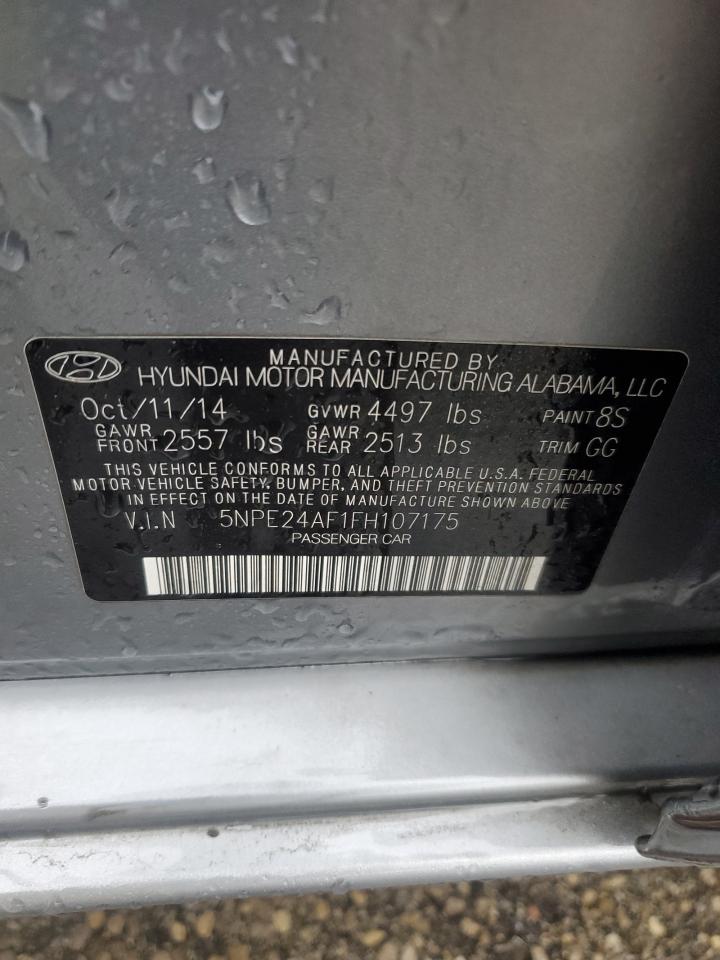 MANUFACTURED BY
HYUNDAI MOTOR MANUFACTURING ALABAMA, LLC
Oct/11/14 GVWR 4497 lbs PAINT 8S
GAWR FRONT 2557 lbs GAWR REAR 2513 lbs TRIM GG
THIS VEHICLE CONFORMS TO ALL APPLICABLE U.S.A. FEDERAL
MOTOR VEHICLE SAFETY, BUMPER, AND THEFT PREVENTION STANDARDS
IN EFFECT ON THE DATE OF MANUFACTURE SHOWN ABOVE
V.I.N 5NPE24AF1FH107175
PASSENGER CAR